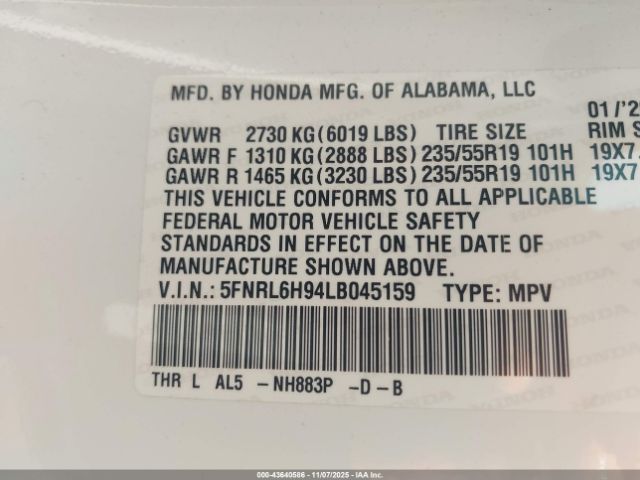 MFD. BY HONDA MFG. OF ALABAMA, LLC
01/'2
GVWR 2730 KG(6019 LBS) TIRE SIZE RIM S
GAWR F 1310 KG(2888 LBS) 235/55R19 101H 19X7.
GAWR R 1465 KG(3230 LBS) 235/55R19 101H 19X7
THIS VEHICLE CONFORMS TO ALL APPLICABLE
FEDERAL MOTOR VEHICLE SAFETY
STANDARDS IN EFFECT ON THE DATE OF
MANUFACTURE SHOWN ABOVE.
V.I.N.: 5FNRL6H94LB045159 TYPE: MPV
THR L AL5 -NH883P -D-B
000-43640586 - 11/07/2025 - IAAI